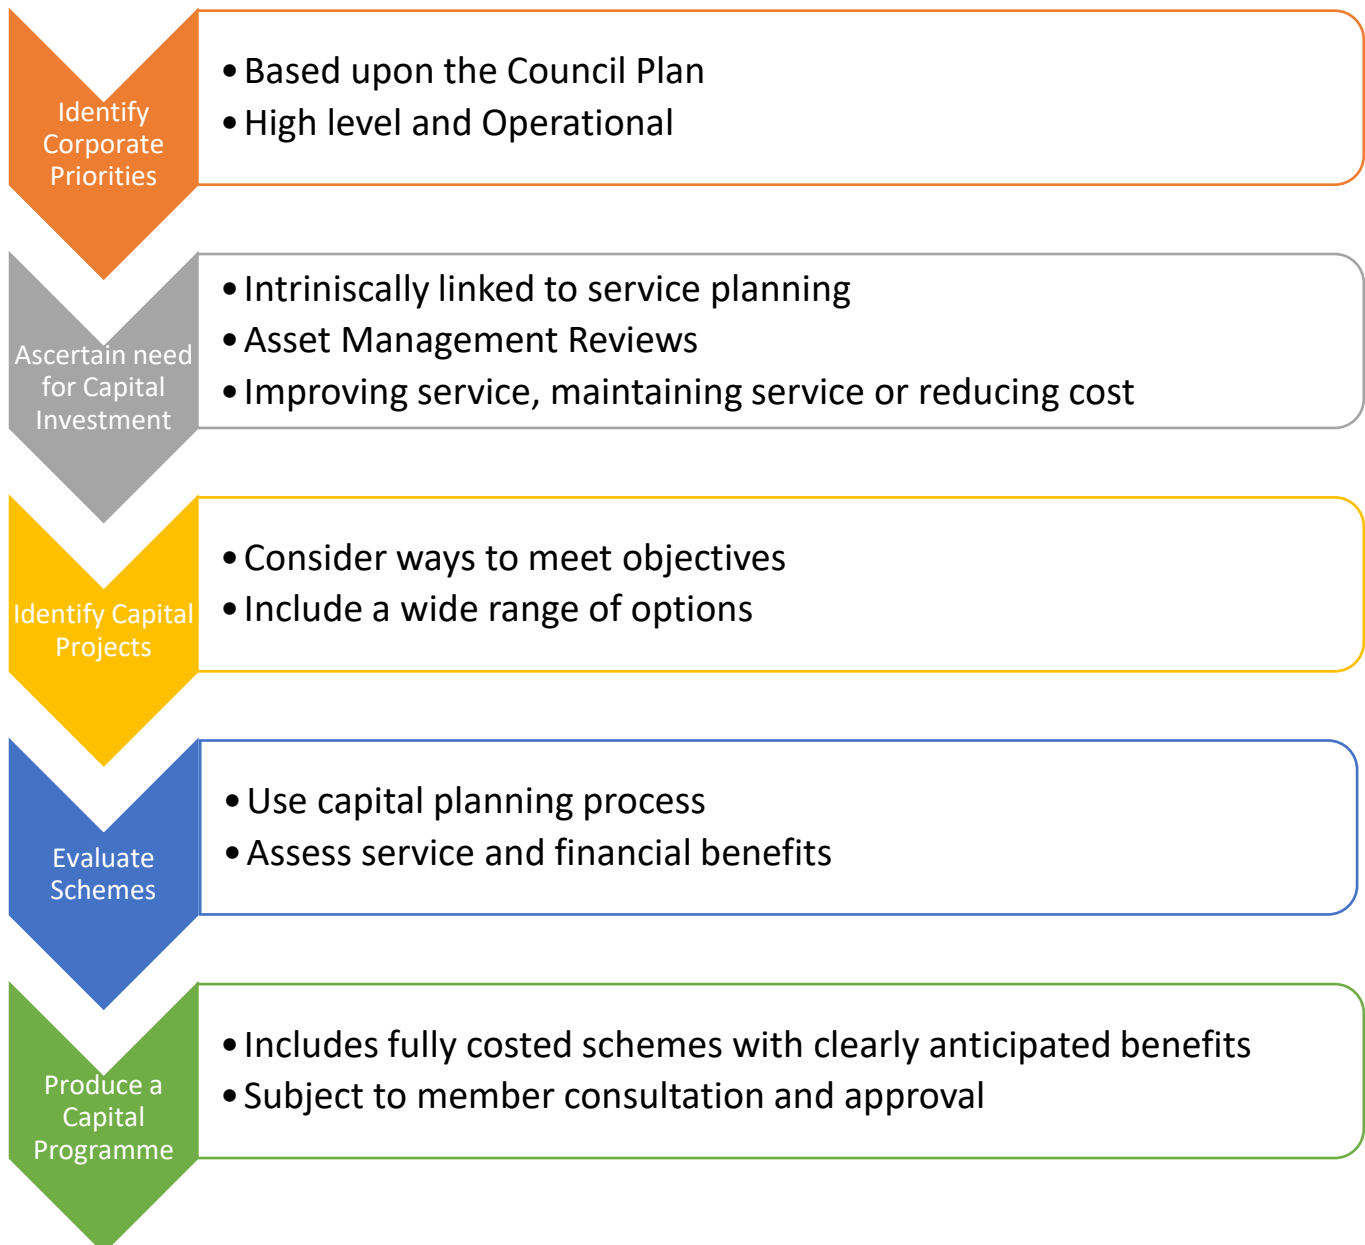 Identify
Corporate
Priorities
• Based upon the Council Plan
• High level and Operational
Ascertain need
for Capital
Investment
• Intriniscally linked to service planning
• Asset Management Reviews
• Improving service, maintaining service or reducing cost
Identify Capital
Projects
• Consider ways to meet objectives
• Include a wide range of options
Evaluate
Schemes
• Use capital planning process
• Assess service and financial benefits
Produce a
Capital
Programme
• Includes fully costed schemes with clearly anticipated benefits
• Subject to member consultation and approval